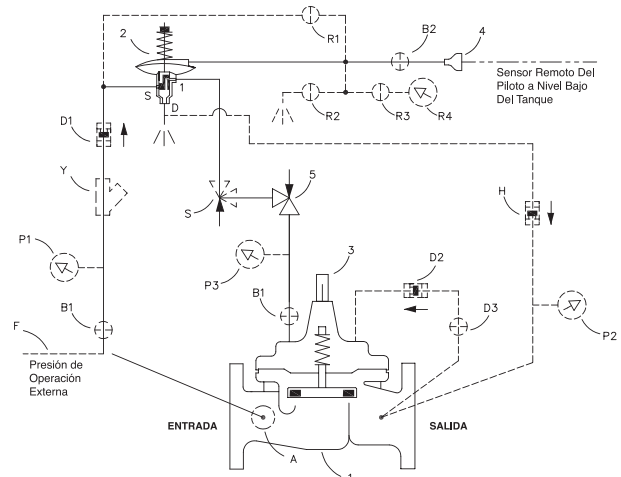 2
R1
B2
4
S
1
D
Sensor Remoto Del
Piloto a Nivel Bajo
Del Tanque
R2
R3
R4
D1
Y
S
5
H
P1
P3
3
D2
B1
B1
D3
P2
F
Presión de
Operación
Externa
ENTRADA
SALIDA
A
1